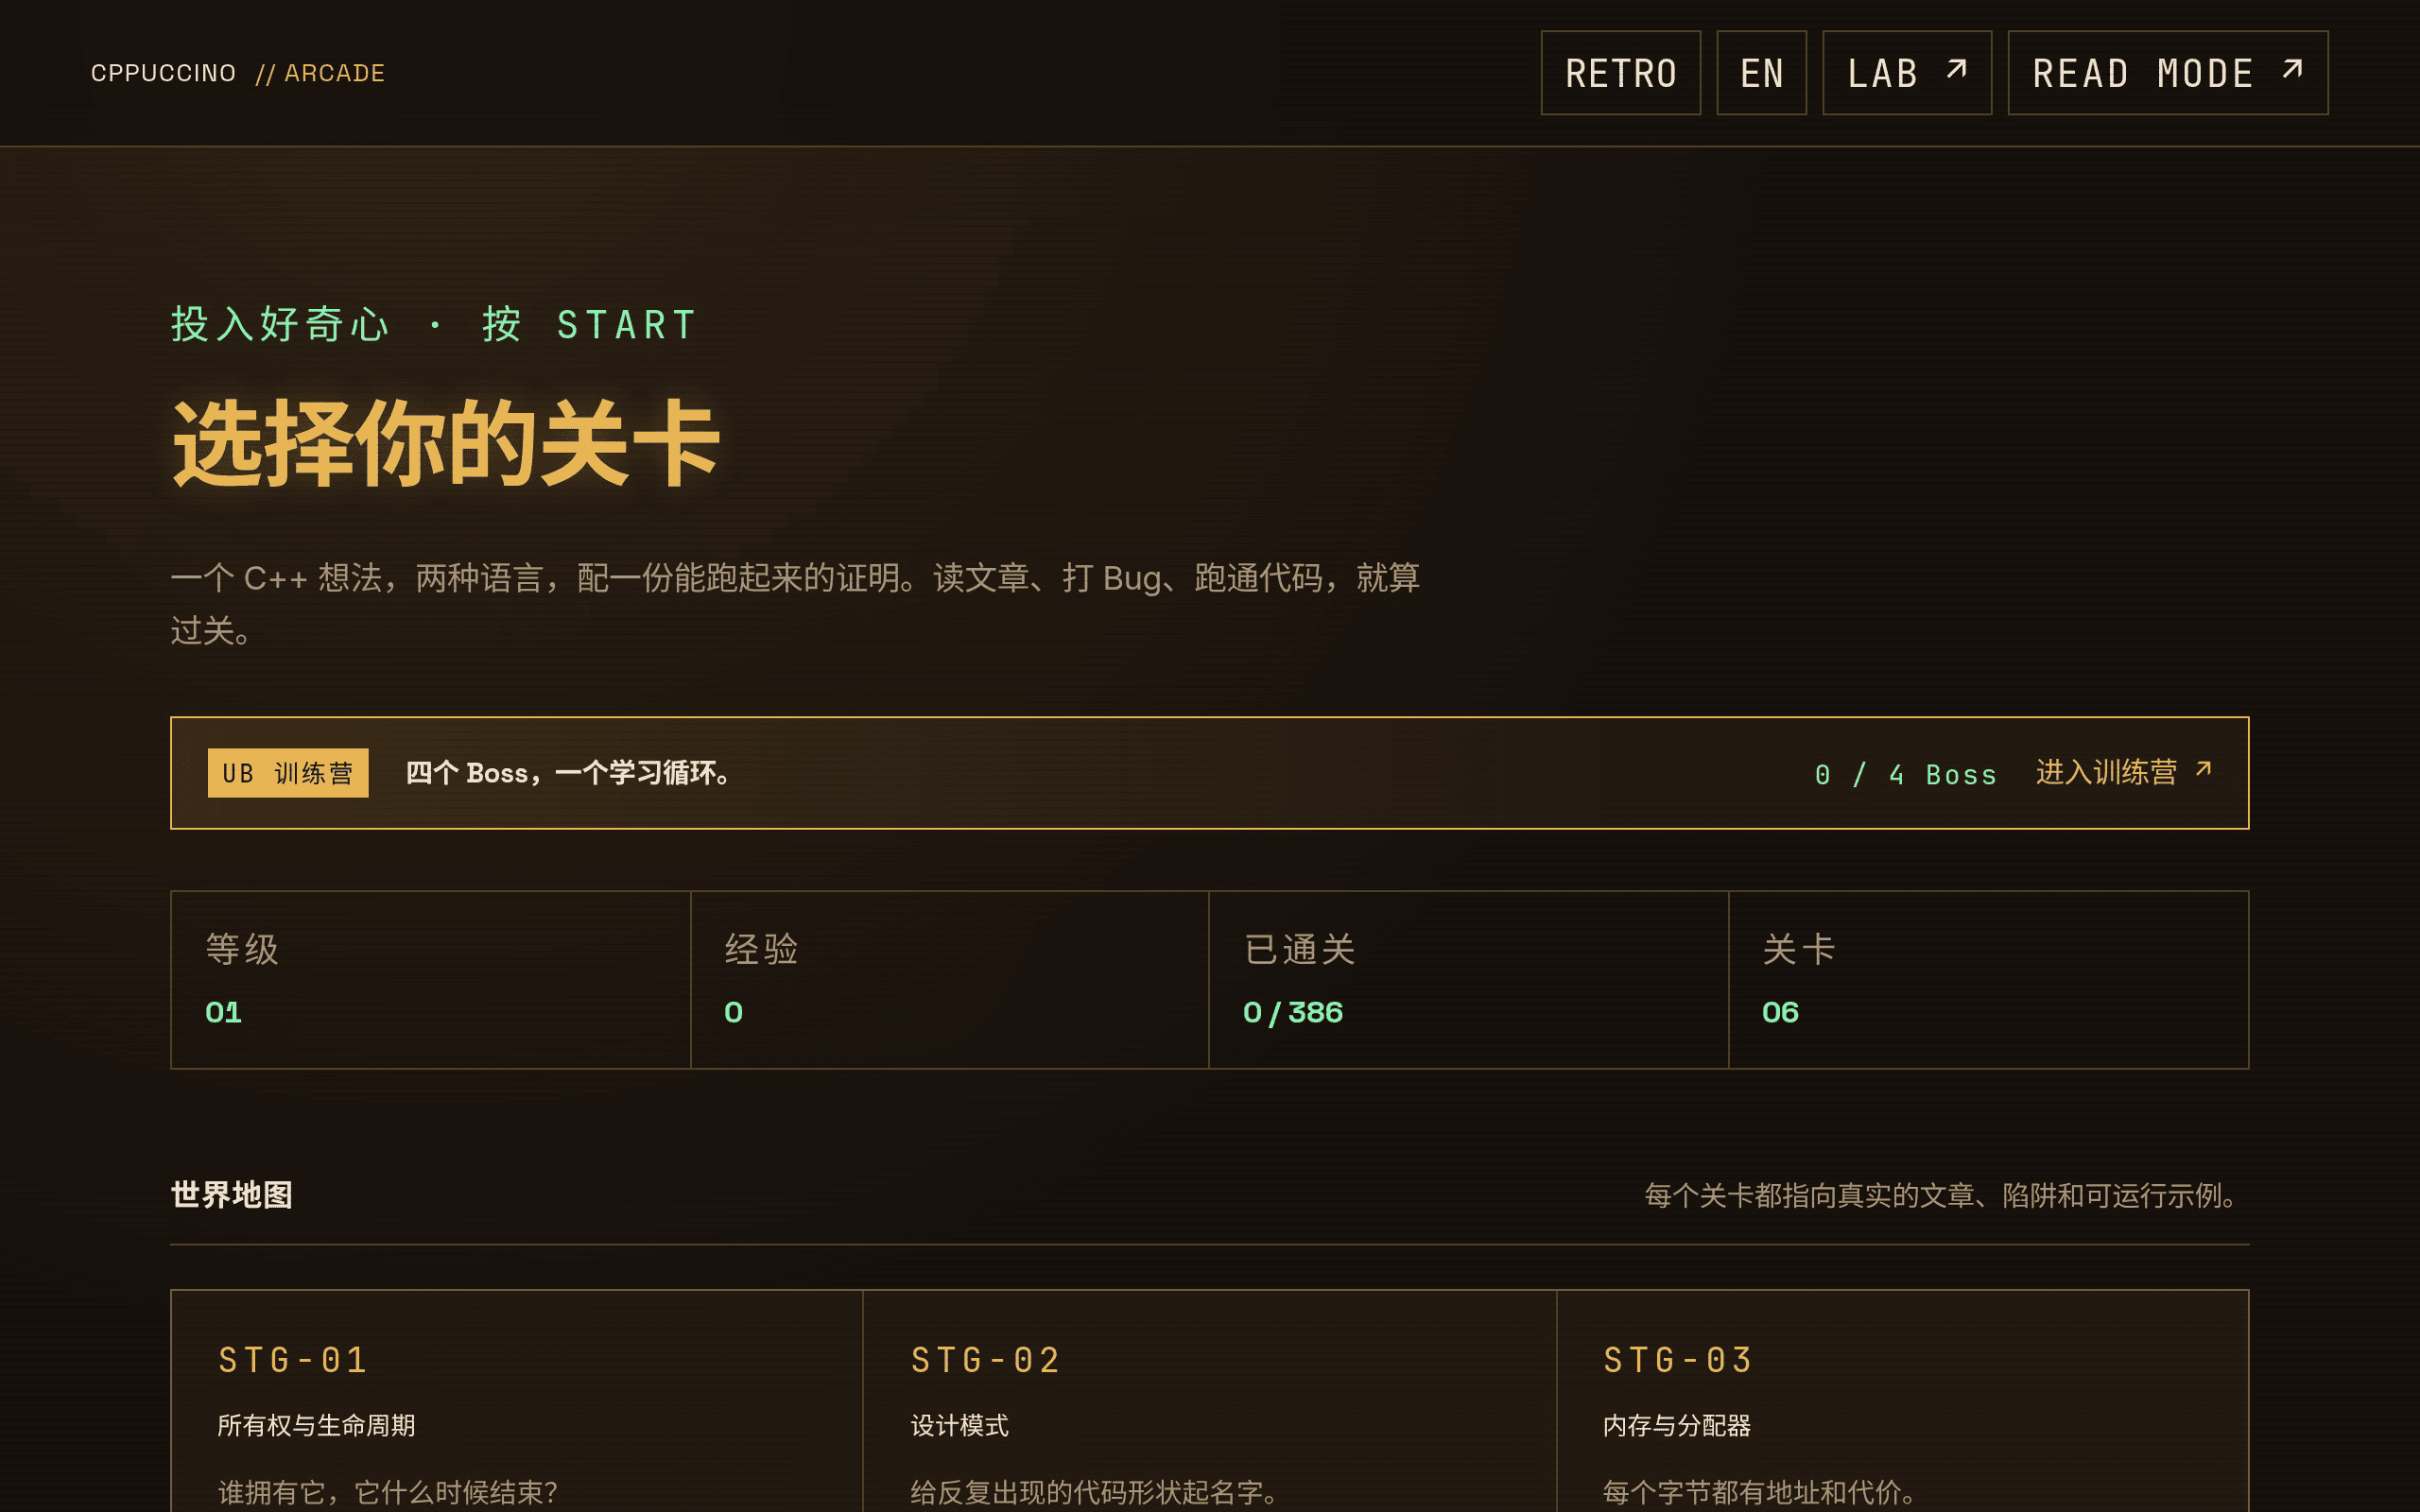 CPPUCCINO // ARCADE
RETRO
EN
LAB ↗
READ MODE ↗
投入好奇心 · 按 START
选择你的关卡
一个 C++ 想法，两种语言，配一份能跑起来的证明。读文章、打 Bug、跑通代码，就算
过关。
UB 训练营
四个 Boss，一个学习循环。
0 / 4 Boss
进入训练营 ↗
等级
01
经验
0
已通关
0 / 386
关卡
06
世界地图
每个关卡都指向真实的文章、陷阱和可运行示例。
STG-01
所有权与生命周期
谁拥有它，它什么时候结束？
STG-02
设计模式
给反复出现的代码形状起名字。
STG-03
内存与分配器
每个字节都有地址和代价。